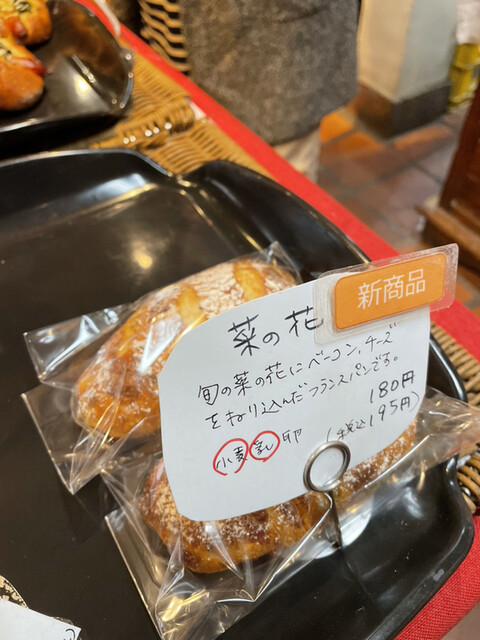 新商品
菜の花
旬の菜の花にベーコン、チーズ
をねり込んだフランスパンです。
180円
小麦 乳 卵 (税込195円)